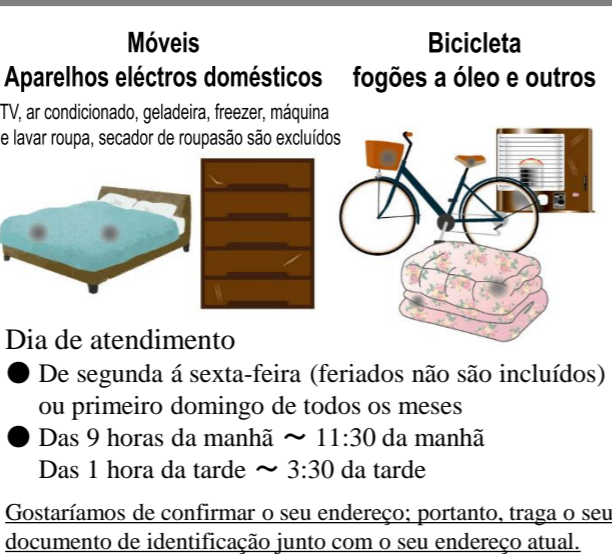 Móveis
Aparelhos eléctros domésticos
TV, ar condicionado, geladeira, freezer, máquina
e lavar roupa, secador de roupasão são excluídos
Bicicleta
fogões a óleo e outros
Dia de atendimento
● De segunda á sexta-feira (feriados não são incluídos)
ou primeiro domingo de todos os meses
● Das 9 horas da manhã ～ 11:30 da manhã
Das 1 hora da tarde ～ 3:30 da tarde
Gostaríamos de confirmar o seu endereço; portanto, traga o seu
documento de identificação junto com o seu endereço atual.